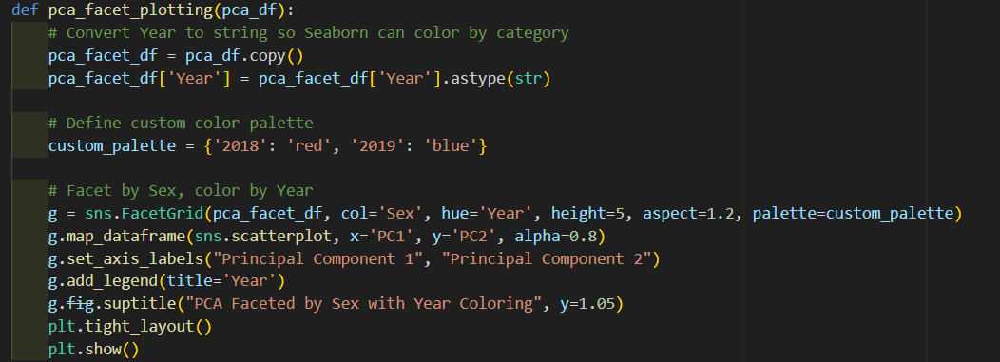 def pca_facet_plotting(pca_df):
    # Convert Year to string so Seaborn can color by category
    pca_facet_df = pca_df.copy()
    pca_facet_df['Year'] = pca_facet_df['Year'].astype(str)

    # Define custom color palette
    custom_palette = {'2018': 'red', '2019': 'blue'}

    # Facet by Sex, color by Year
    g = sns.FacetGrid(pca_facet_df, col='Sex', hue='Year', height=5, aspect=1.2, palette=custom_palette)
    g.map_dataframe(sns.scatterplot, x='PC1', y='PC2', alpha=0.8)
    g.set_axis_labels("Principal Component 1", "Principal Component 2")
    g.add_legend(title='Year')
    g.fig.suptitle("PCA Faceted by Sex with Year Coloring", y=1.05)
    plt.tight_layout()
    plt.show()